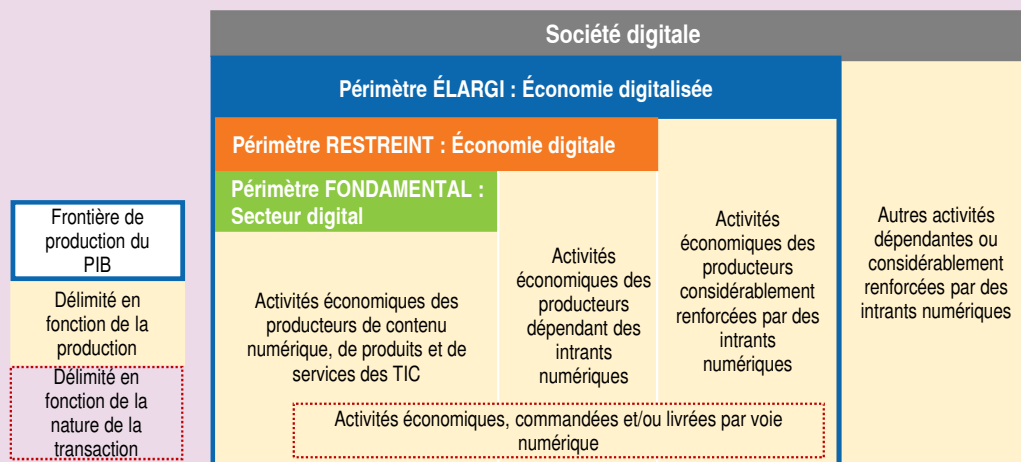 Société digitale
Périmètre ÉLARGI : Économie digitalisée
Périmètre RESTREINT : Économie digitale
Périmètre FONDAMENTAL :
Secteur digital
Frontière de
production du
PIB
Délimité en
fonction de la
production
Délimité en
fonction de la
nature de la
transaction
Activités économiques des
producteurs de contenu
numérique, de produits et de
services des TIC
Activités
économiques des
producteurs
dépendant des
intrants
numériques
Activités
économiques des
producteurs
considérablement
renforcées par des
intrants
numériques
Autres activités
dépendantes ou
considérablement
renforcées par des
intrants numériques
Activités économiques, commandées et/ou livrées par voie
numérique